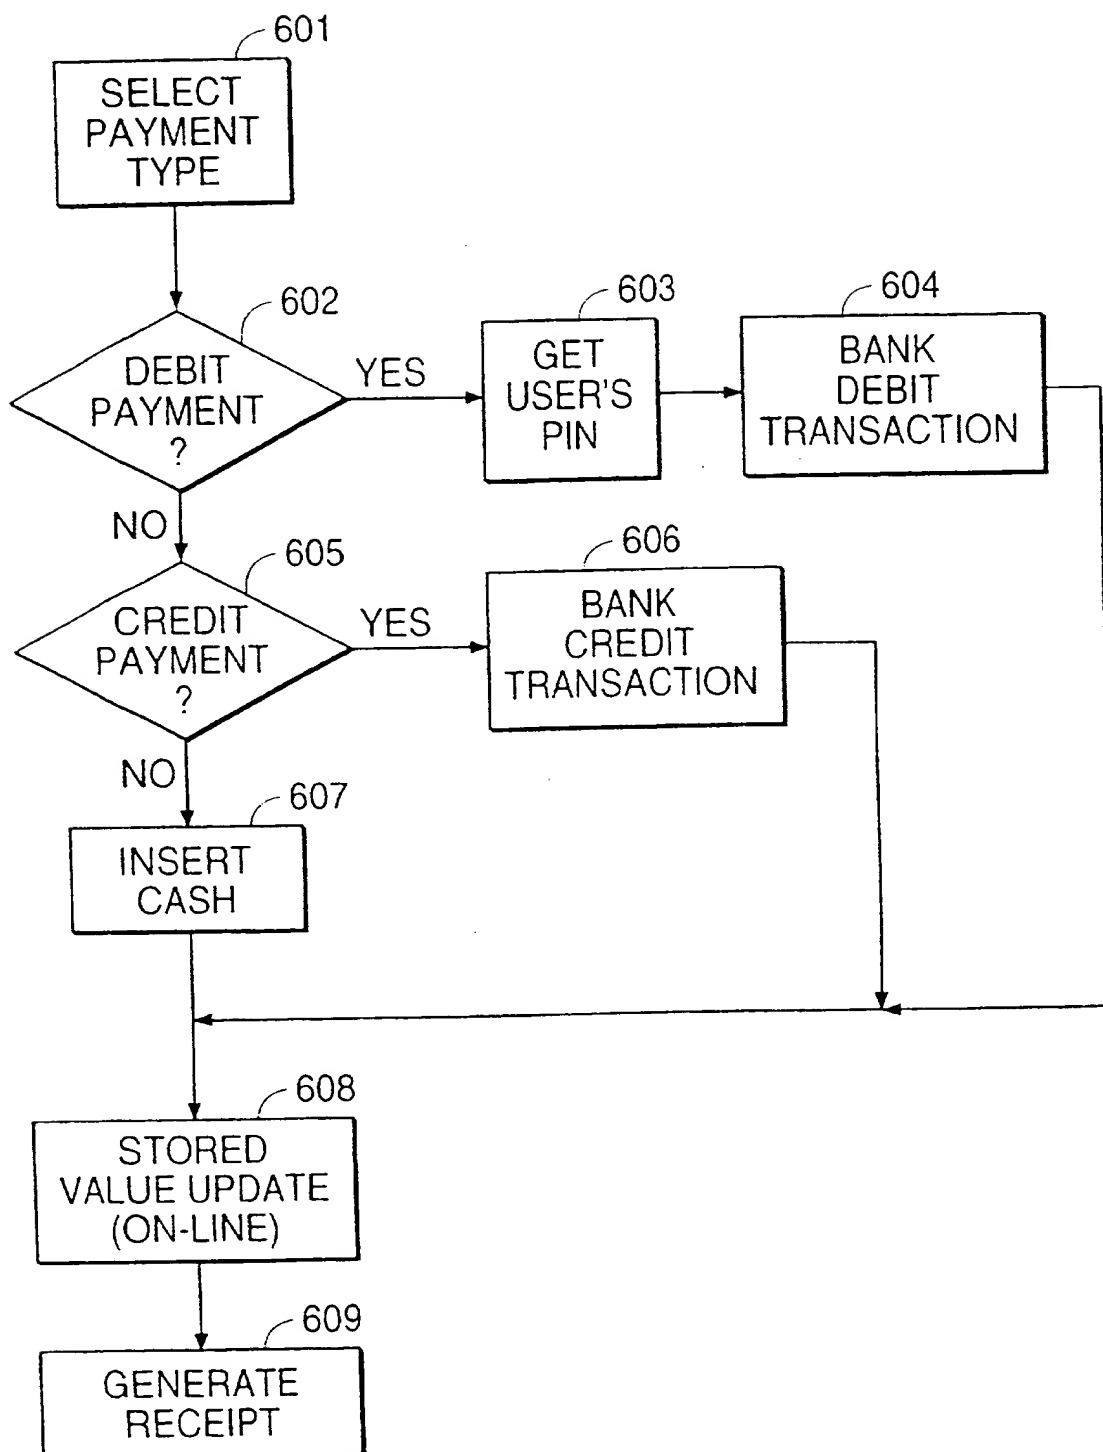 601
SELECT
PAYMENT
TYPE
602
DEBIT
PAYMENT
?
YES
603
GET
USER'S
PIN
604
BANK
DEBIT
TRANSACTION
NO
605
CREDIT
PAYMENT
?
YES
606
BANK
CREDIT
TRANSACTION
NO
607
INSERT
CASH
608
STORED
VALUE UPDATE
(ON-LINE)
609
GENERATE
RECEIPT